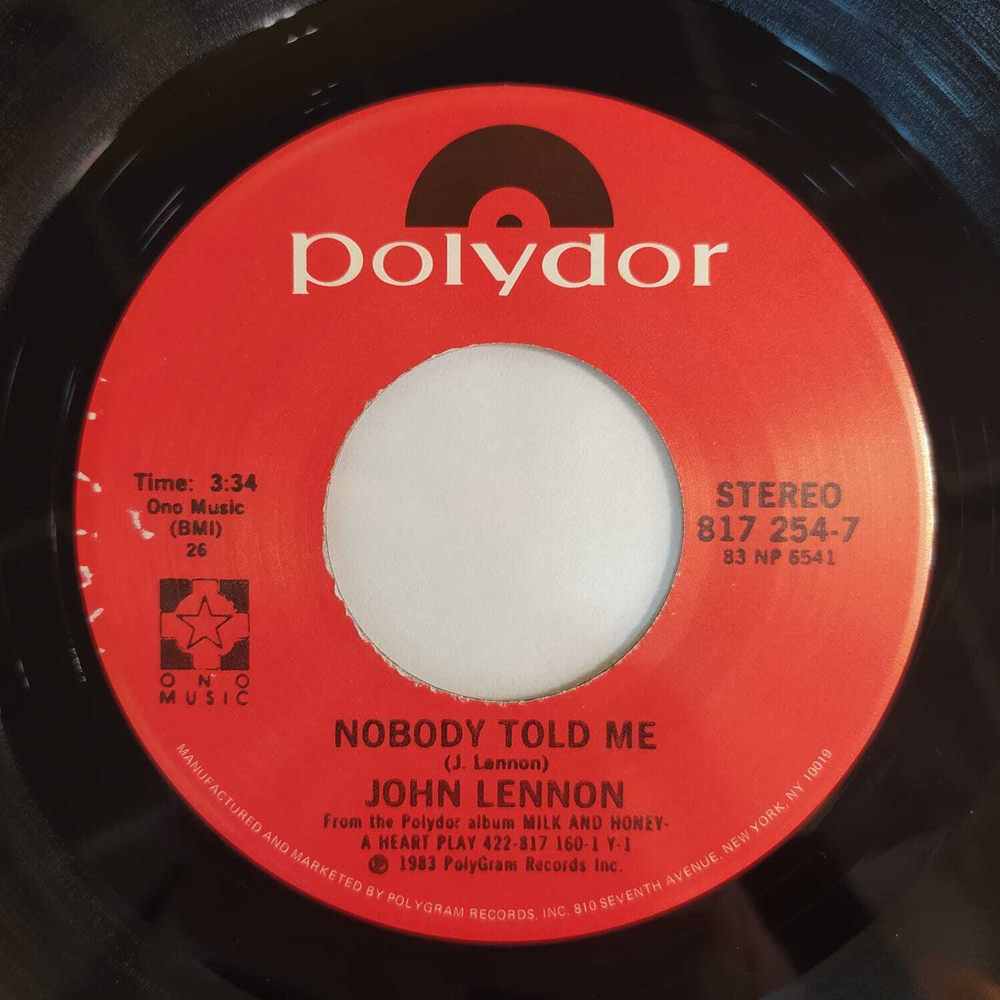 polydor
Time: 3:34
Ono Music
(BMI)
26
ONO
MUSIC
STEREO
817 254-7
83 NP 6541
NOBODY TOLD ME
(J. Lennon)
JOHN LENNON
From the Polydor album MILK AND HONEY-
A HEART PLAY 422-817 160-1 Y-1
℗ 1983 PolyGram Records Inc.
MANUFACTURED AND MARKETED BY POLYGRAM RECORDS, INC. 810 SEVENTH AVENUE, NEW YORK, NY 10019